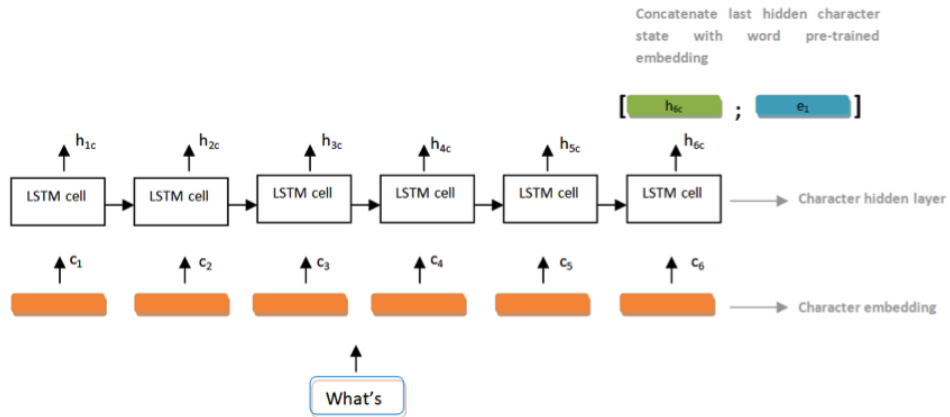 Concatenate last hidden character
state with word pre-trained
embedding
[ h6c ; e1 ]
h1c h2c h3c h4c h5c h6c
LSTM cell LSTM cell LSTM cell LSTM cell LSTM cell LSTM cell
Character hidden layer
c1 c2 c3 c4 c5 c6
Character embedding
What's